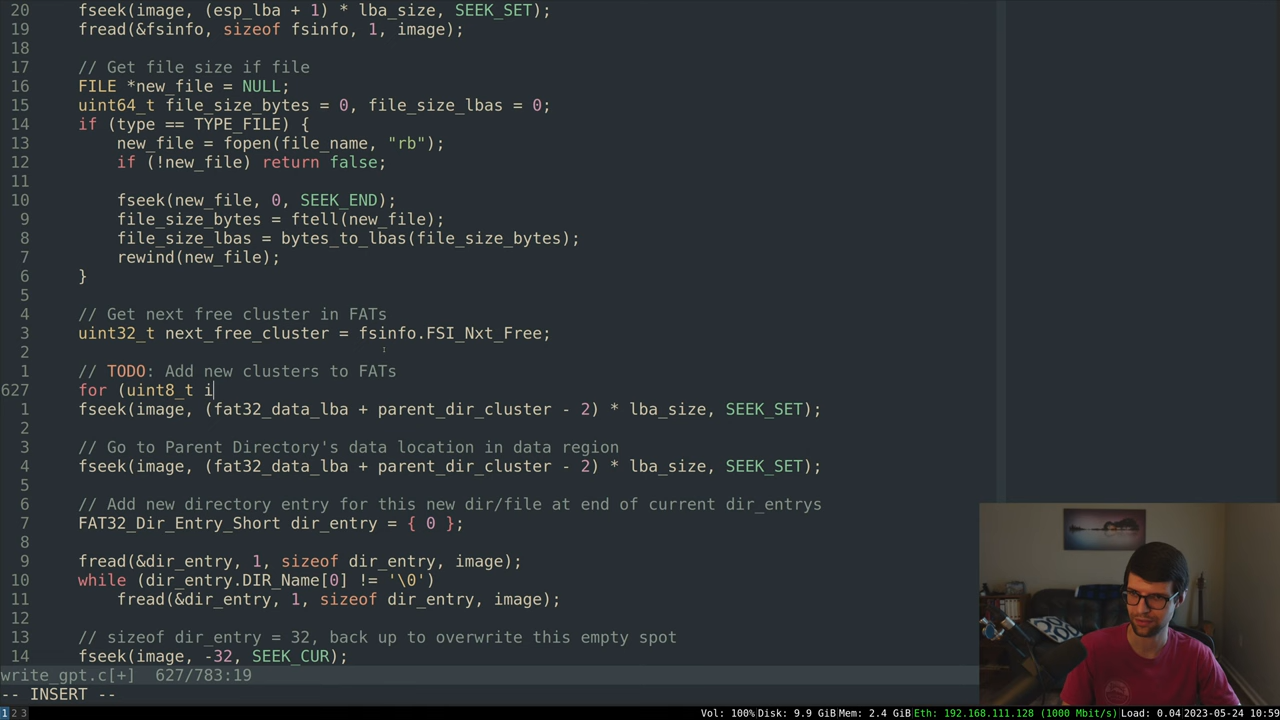 20     fseek(image, (esp_lba + 1) * lba_size, SEEK_SET);
19     fread(&fsinfo, sizeof fsinfo, 1, image);
18
17     // Get file size if file
16     FILE *new_file = NULL;
15     uint64_t file_size_bytes = 0, file_size_lbas = 0;
14     if (type == TYPE_FILE) {
13         new_file = fopen(file_name, "rb");
12         if (!new_file) return false;
11
10         fseek(new_file, 0, SEEK_END);
9         file_size_bytes = ftell(new_file);
8         file_size_lbas = bytes_to_lbas(file_size_bytes);
7         rewind(new_file);
6     }
5
4     // Get next free cluster in FATs
3     uint32_t next_free_cluster = fsinfo.FSI_Nxt_Free;
2
1     // TODO: Add new clusters to FATs
627     for (uint8_t i
1     fseek(image, (fat32_data_lba + parent_dir_cluster - 2) * lba_size, SEEK_SET);
2
3     // Go to Parent Directory's data location in data region
4     fseek(image, (fat32_data_lba + parent_dir_cluster - 2) * lba_size, SEEK_SET);
5
6     // Add new directory entry for this new dir/file at end of current dir_entrys
7     FAT32_Dir_Entry_Short dir_entry = { 0 };
8
9     fread(&dir_entry, 1, sizeof dir_entry, image);
10     while (dir_entry.DIR_Name[0] != '\0')
11         fread(&dir_entry, 1, sizeof dir_entry, image);
12
13     // sizeof dir_entry = 32, back up to overwrite this empty spot
14     fseek(image, -32, SEEK_CUR);
write_gpt.c[+]  627/783:19
-- INSERT --
1 2 3 Vol: 100% Disk: 9.9 GiB Mem: 2.4 GiB Eth: 192.168.111.128 (1000 Mbit/s) Load: 0.04 2023-05-24 10:59